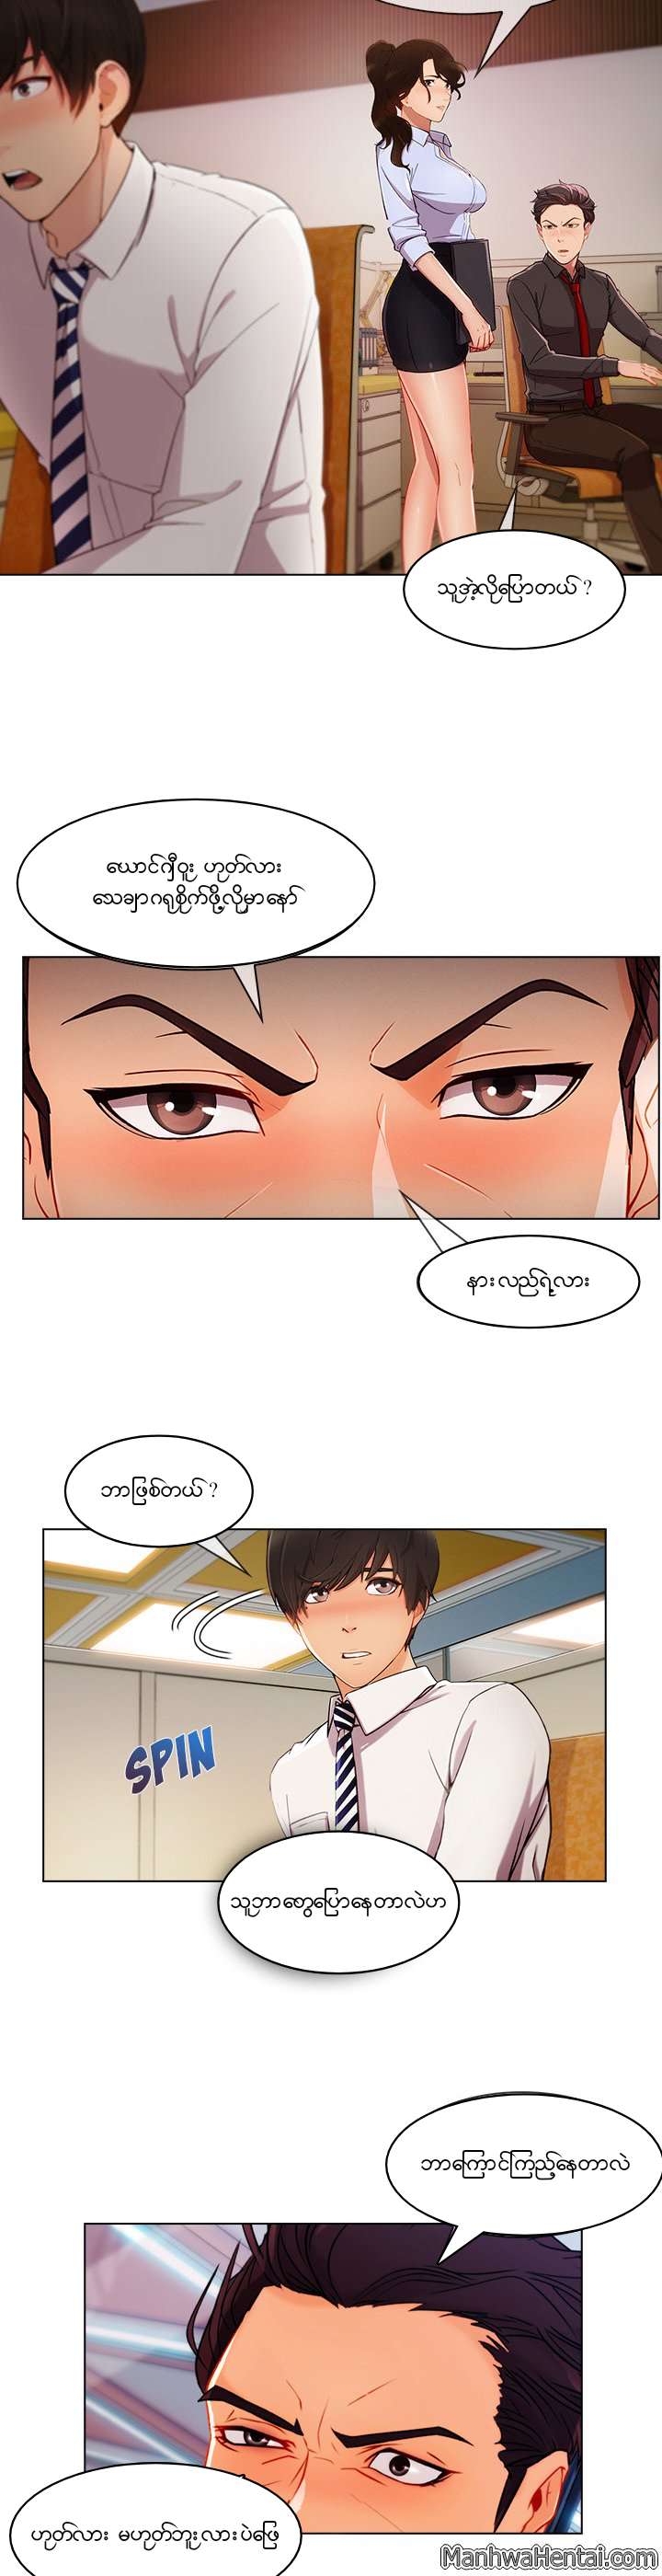 သူအဲ့လိုပြောတယ် ?
ယောင်ဂှီဝူး ဟုတ်လား
သေချာဂရုစိုက်ဖို့လိုမှာနော်
နားလည်ရဲ့လား
ဘာဖြစ်တယ် ?
SPIN
သူဘာတွေပြောနေတာလဲဟ
ဘာကြောင်ကြည့်နေတာလဲ
ဟုတ်လား မဟုတ်ဘူးလားပဲဖြေ
ManhwaHentai.com